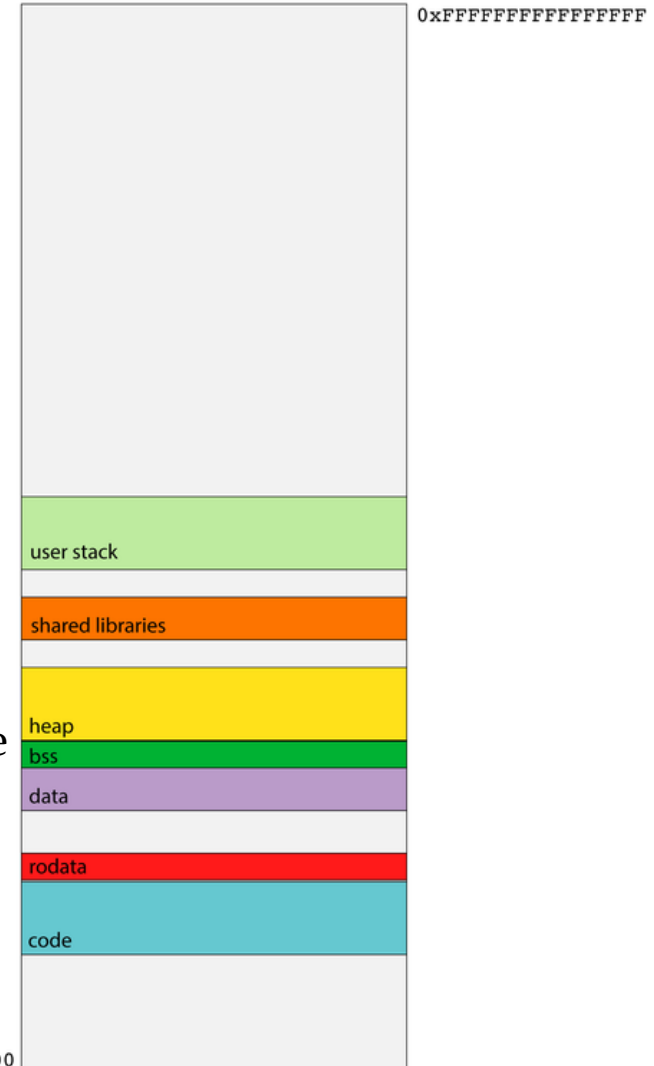 0xFFFFFFFFFFFFFFFF
user stack
shared libraries
heap
bss
data
rodata
code